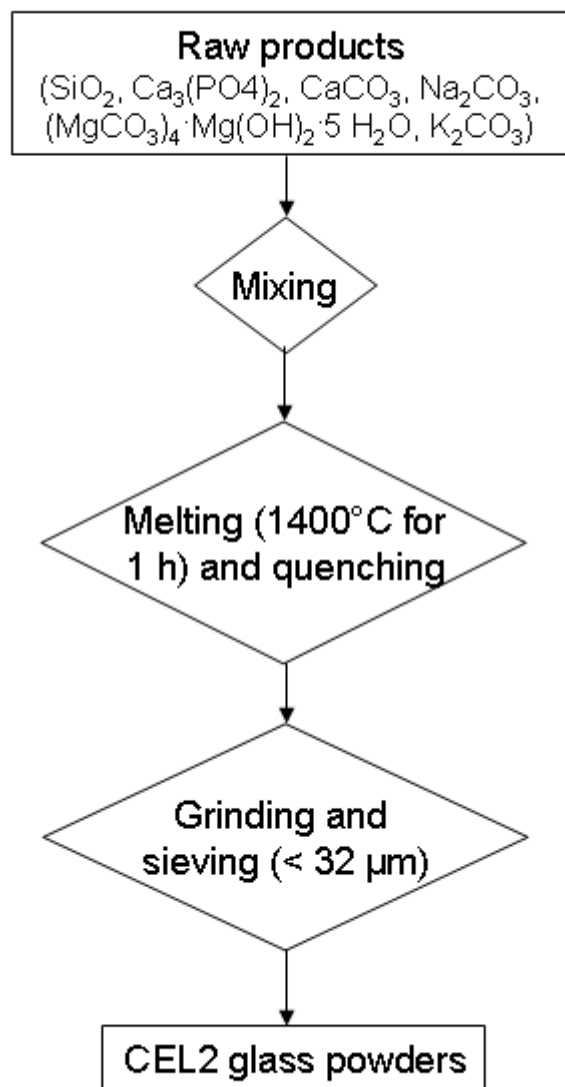 Raw products
(SiO₂, Ca₃(PO4)₂, CaCO₃, Na₂CO₃,
(MgCO₃)₄·Mg(OH)₂·5 H₂O, K₂CO₃)
Mixing
Melting (1400°C for
1 h) and quenching
Grinding and
sieving (< 32 µm)
CEL2 glass powders